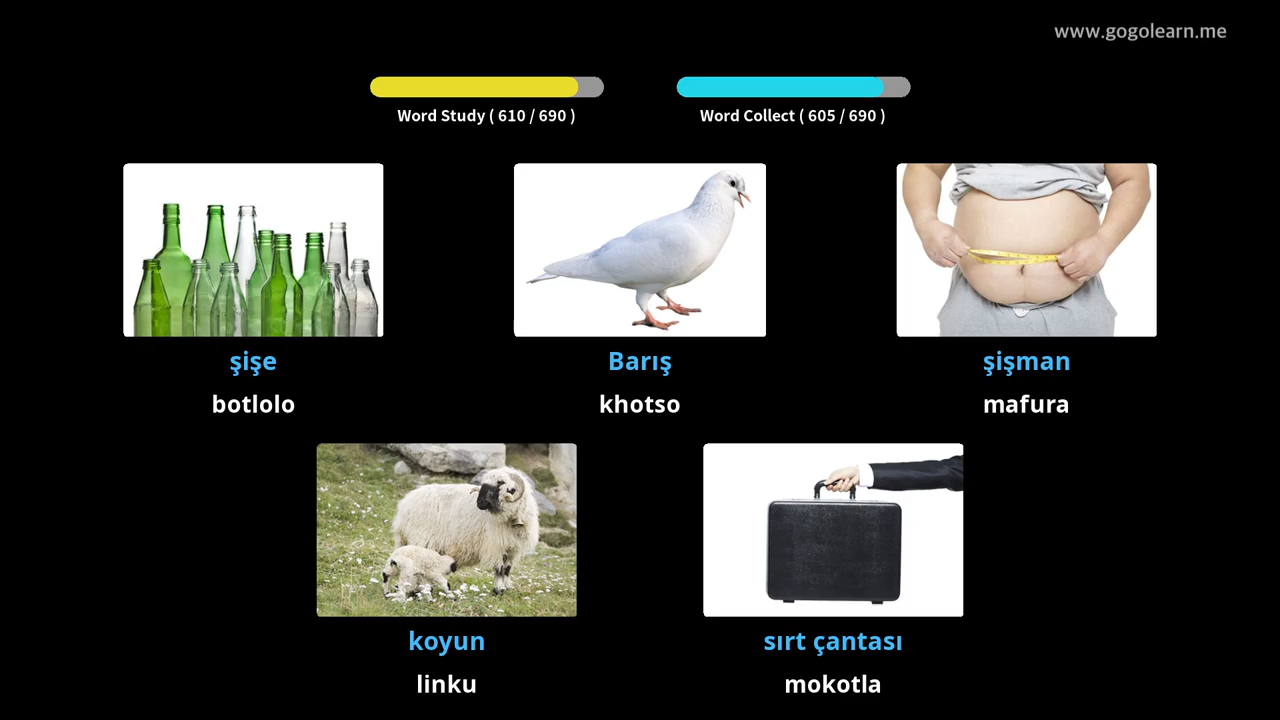 www.gogolearn.me
Word Study ( 610 / 690 )
Word Collect ( 605 / 690 )
şişe
Barış
şişman
botlolo
khotso
mafura
koyun
sırt çantası
linku
mokotla